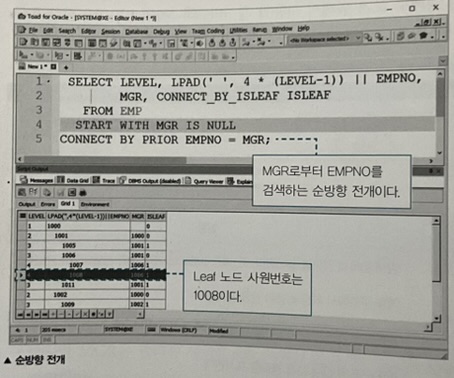 Toad for Oracle - [SYSTEM@XE - Editor (New 1 *)]
File Edit Search Editor Session Database Debug View Team Coding Utilities Rerun Window Help
New 1 *
1 SELECT LEVEL, LPAD(' ', 4 * (LEVEL-1)) || EMPNO,
2 MGR, CONNECT_BY_ISLEAF ISLEAF
3 FROM EMP
4 START WITH MGR IS NULL
5 CONNECT BY PRIOR EMPNO = MGR;
MGR로부터 EMPNO를
검색하는 순방향 전개이다.
Script Output
Messages Data Grid Trace DBMS Output (disabled) Query Viewer Explain
Output Errors Grid 1 Environment
LEVEL LPAD('',4*(LEVEL-1))||EMPNO MGR ISLEAF
1 1000 0
2 1001 1000 0
3 1005 1001 1
3 1006 1001 0
4 1007 1006 1
1008
3 1011 1001 1
2 1002 1000 0
3 1009 1002 1
Leaf 노드 사원번호는
1008이다.
SYSTEM@XE Windows (CRLF) Modified
CAPS NUM INS
▲ 순방향 전개